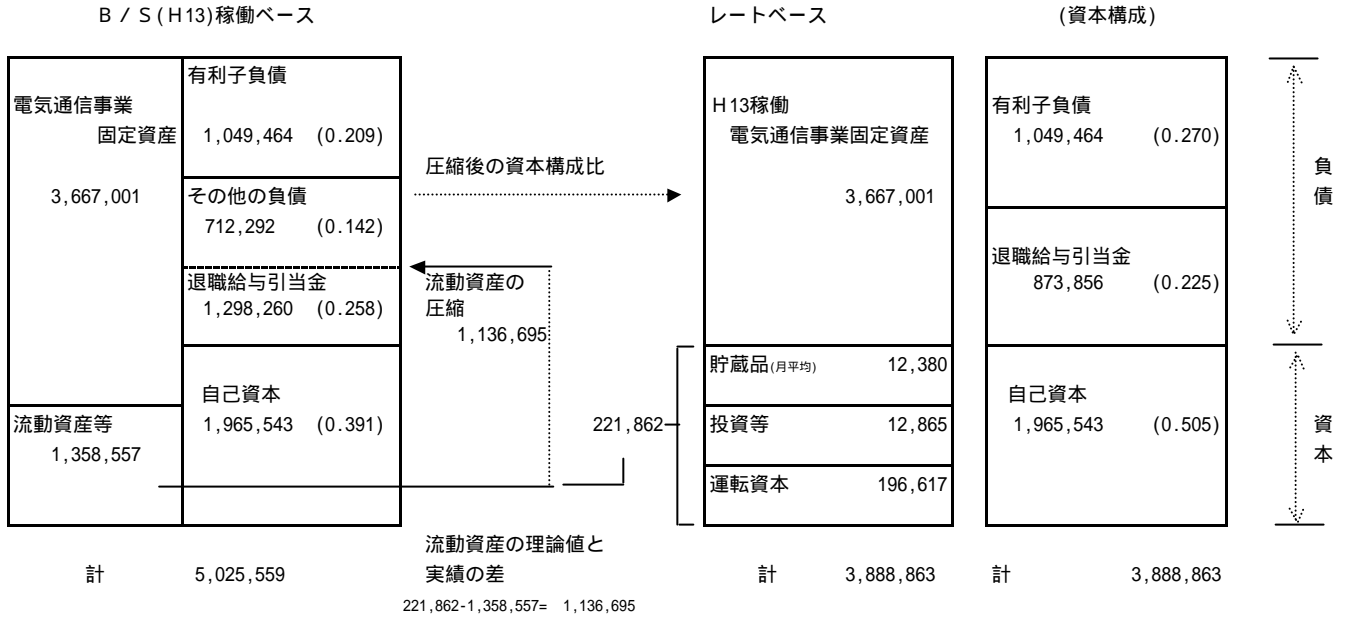 Ｂ／Ｓ(Ｈ13)稼働ベース
電気通信事業
固定資産
3,667,001
流動資産等
1,358,557
有利子負債
1,049,464 (0.209)
その他の負債
712,292 (0.142)
退職給与引当金
1,298,260 (0.258)
自己資本
1,965,543 (0.391)
計 5,025,559
圧縮後の資本構成比
流動資産の
圧縮
1,136,695
221,862
流動資産の理論値と
実績の差
221,862-1,358,557= 1,136,695
レートベース
Ｈ13稼働
電気通信事業固定資産
3,667,001
貯蔵品(月平均) 12,380
投資等 12,865
運転資本 196,617
計 3,888,863
(資本構成)
有利子負債
1,049,464 (0.270)
退職給与引当金
873,856 (0.225)
自己資本
1,965,543 (0.505)
計 3,888,863
負
債
資
本